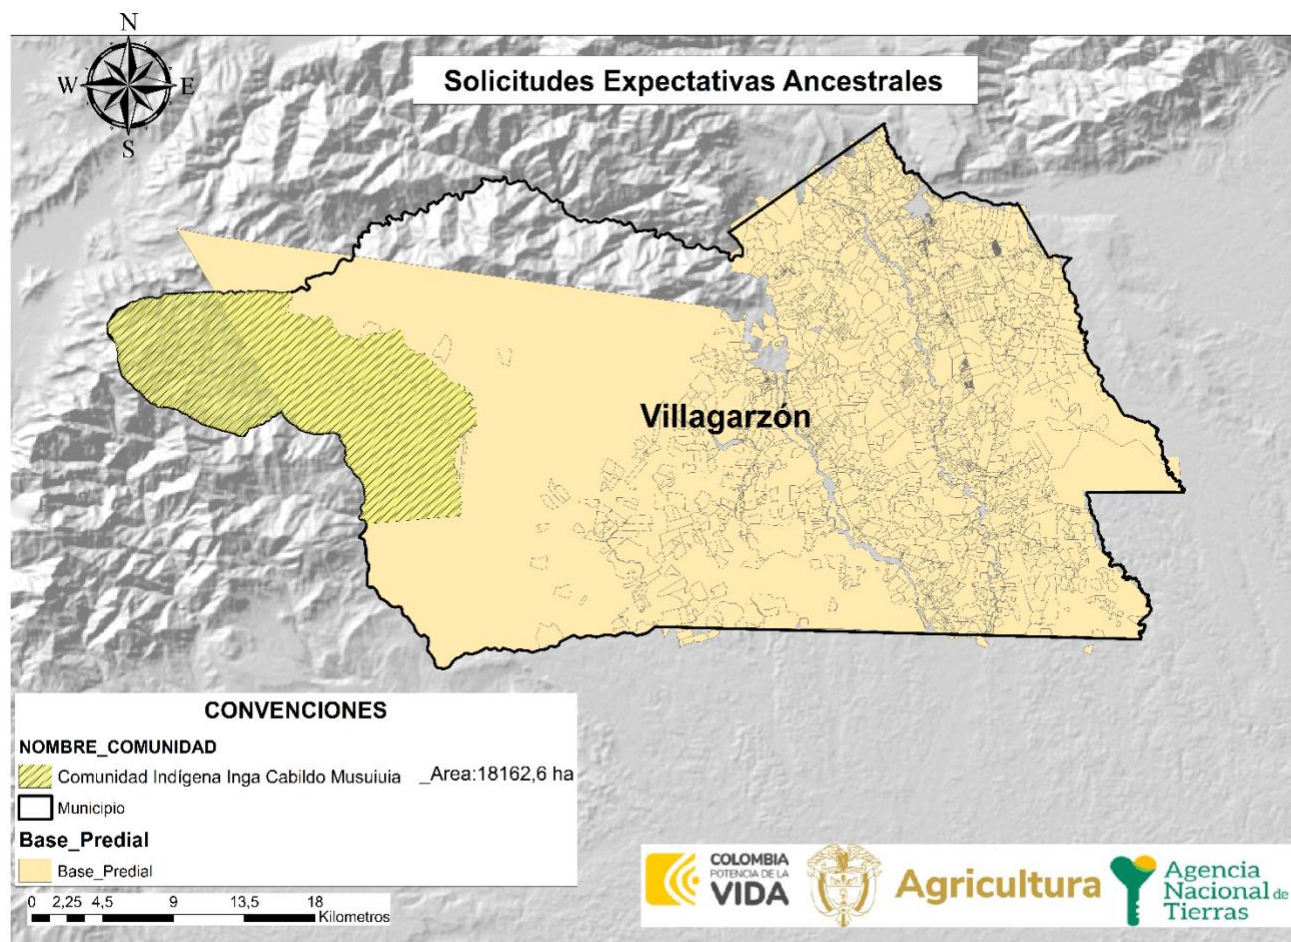 N
W E
S
Solicitudes Expectativas Ancestrales
Villagarzón
CONVENCIONES
NOMBRE_COMUNIDAD
Comunidad Indígena Inga Cabildo Musuiuia _Area:18162,6 ha
Municipio
Base_Predial
Base_Predial
0 2,25 4,5 9 13,5 18
Kilometros
COLOMBIA
POTENCIA DE LA
VIDA
Agricultura
Agencia
Nacional de
Tierras